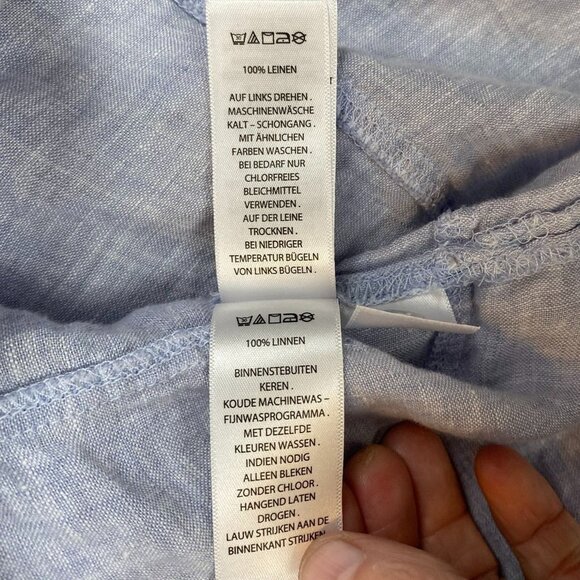 100% LEINEN
AUF LINKS DREHEN .
MASCHINENWÄSCHE
KALT – SCHONGANG .
MIT ÄHNLICHEN
FARBEN WASCHEN .
BEI BEDARF NUR
CHLORFREIES
BLEICHMITTEL
VERWENDEN .
AUF DER LEINE
TROCKNEN .
BEI NIEDRIGER
TEMPERATUR BÜGELN
VON LINKS BÜGELN .
100% LINNEN
BINNENSTEBUITEN
KEREN .
KOUDE MACHINEWAS –
FIJNWASPROGRAMMA .
MET DEZELFDE
KLEUREN WASSEN .
INDIEN NODIG
ALLEEN BLEKEN
ZONDER CHLOOR .
HANGEND LATEN
DROGEN .
LAUW STRIJKEN AAN DE
BINNENKANT STRIJKEN